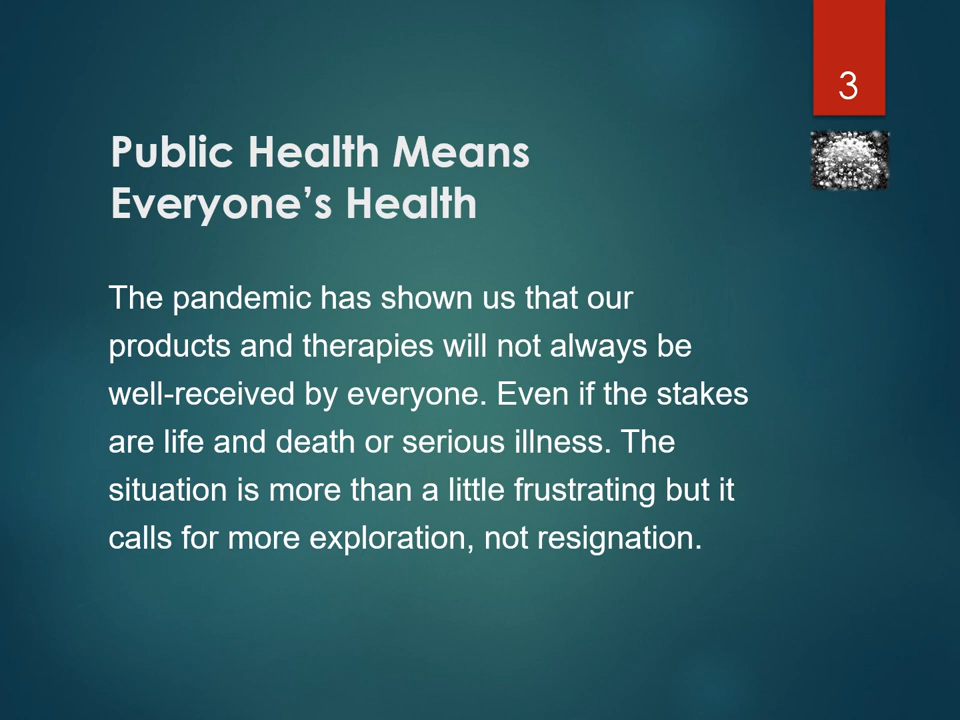 3
Public Health Means
Everyone’s Health
The pandemic has shown us that our
products and therapies will not always be
well-received by everyone. Even if the stakes
are life and death or serious illness. The
situation is more than a little frustrating but it
calls for more exploration, not resignation.